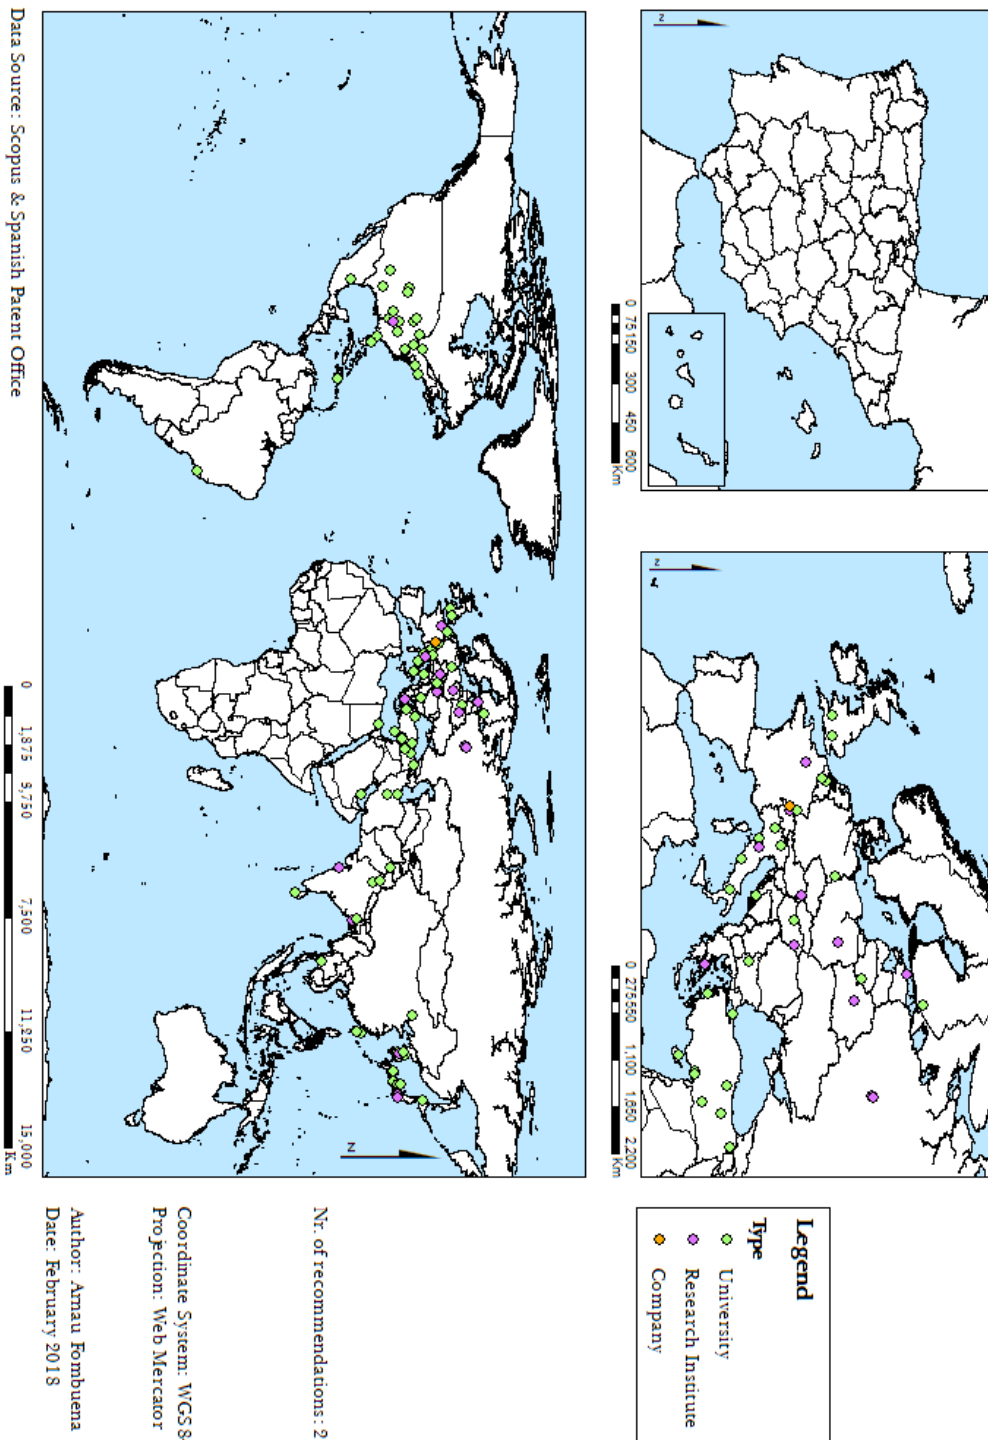 N
0 75 150 300 450 600
Km
N
0 275 550 1,100 1,650 2,200
Km
Legend
Type
University
Research Institute
Company
N
0 1,875 3,750 7,500 11,250 15,000
Km
Nr. of recommendations: 2
Coordinate System: WGS 8
Projection: Web Mercator
Author: Arnau Fombuena
Date: February 2018
Data Source: Scopus & Spanish Patent Office